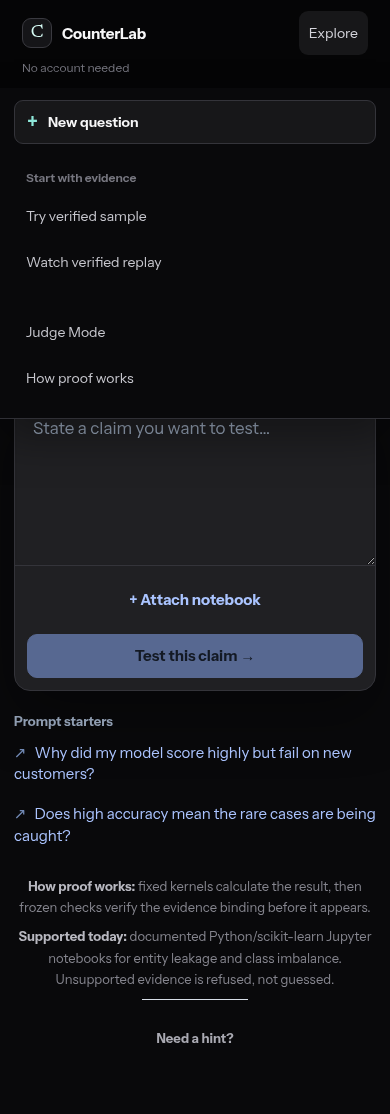 C CounterLab
Explore
No account needed
+ New question
Start with evidence
Try verified sample
Watch verified replay
Judge Mode
How proof works
State a claim you want to test...
+ Attach notebook
Test this claim →
Prompt starters
↗ Why did my model score highly but fail on new
customers?
↗ Does high accuracy mean the rare cases are being
caught?
How proof works: fixed kernels calculate the result, then
frozen checks verify the evidence binding before it appears.
Supported today: documented Python/scikit-learn Jupyter
notebooks for entity leakage and class imbalance.
Unsupported evidence is refused, not guessed.
Need a hint?